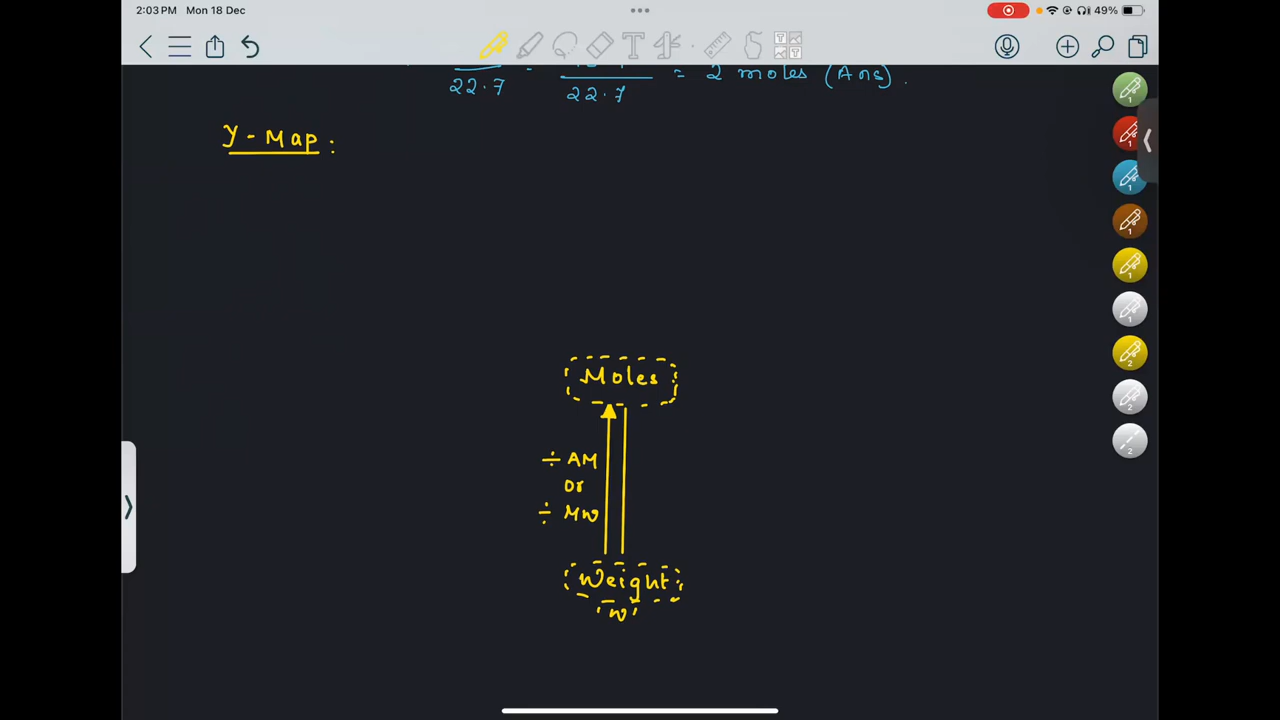 2:03 PM Mon 18 Dec
49%
22.7
22.7
= 2 moles (Ans).
Y - Map :
Moles
÷ AM
or
÷ MW
Weight
'w'